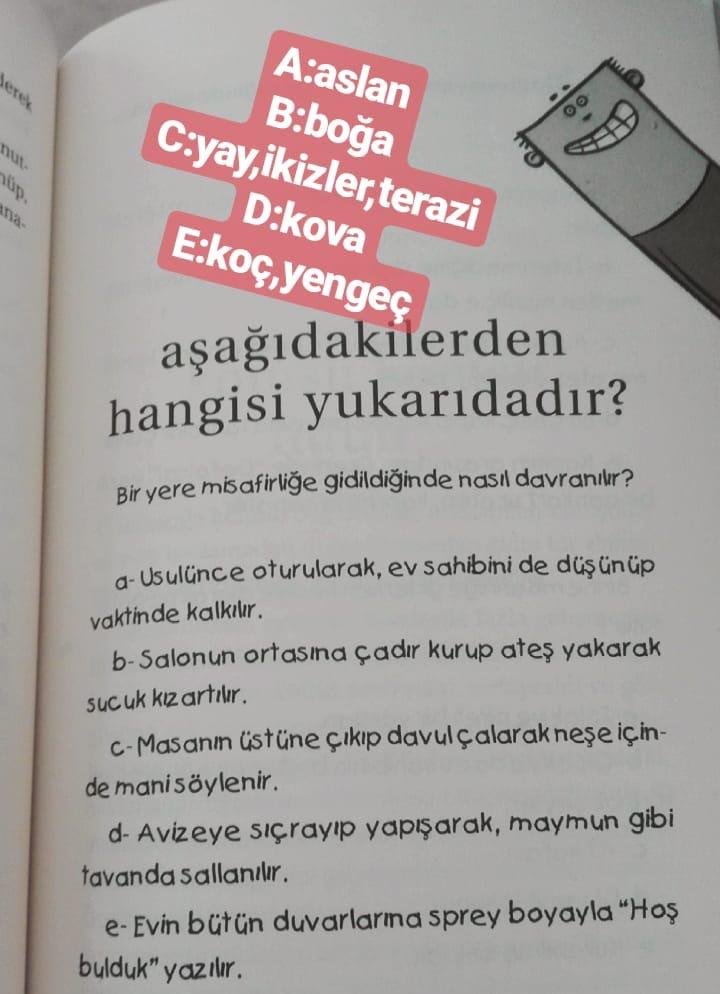 lerek
nut-
nüp,
ana-
A:aslan
B:boğa
C:yay,ikizler,terazi
D:kova
E:koç,yengeç
aşağıdakilerden
hangisi yukarıdadır?
Bir yere misafirliğe gidildiğinde nasıl davranılır?
a- Usulünce oturularak, ev sahibini de düşünüp
vaktinde kalkılır.
b- Salonun ortasına çadır kurup ateş yakarak
sucuk kızartılır.
c- Masanın üstüne çıkıp davul çalarak neşe için-
de mani söylenir.
d- Avizeye sıçrayıp yapışarak, maymun gibi
tavanda sallanılır.
e- Evin bütün duvarlarına sprey boyayla “Hoş
bulduk” yazılır.